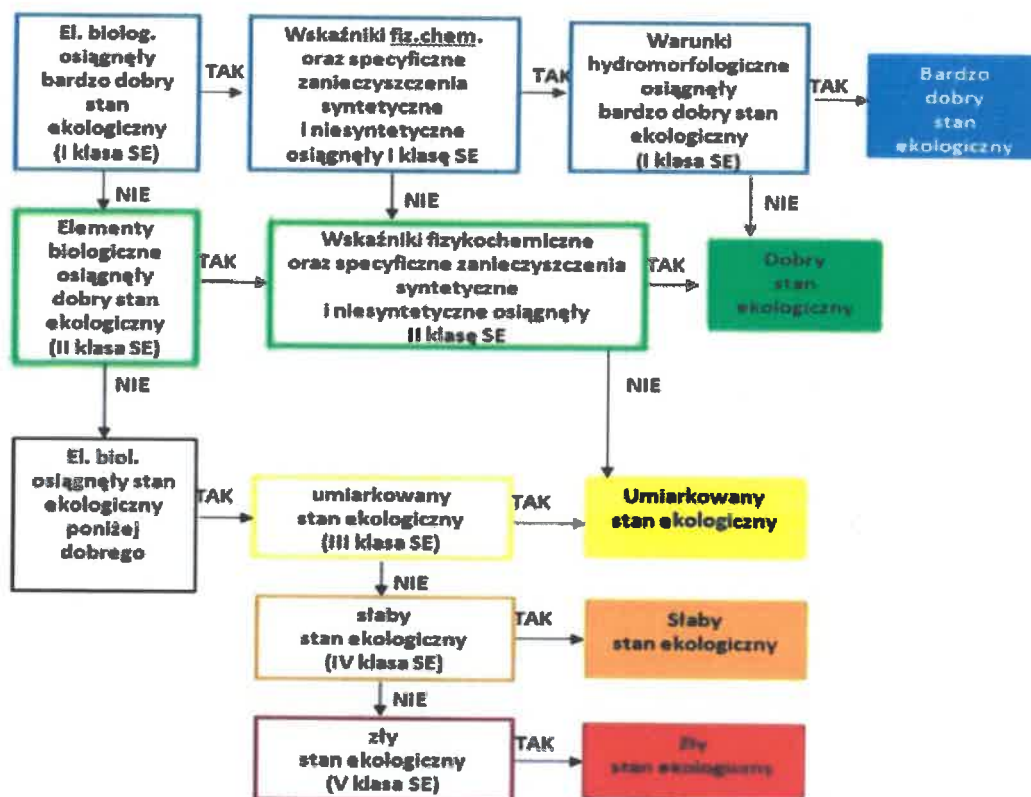 El. biolog.
osiągnęły
bardzo dobry
stan
ekologiczny
(I klasa SE)
TAK
Wskaźniki fiz.chem.
oraz specyficzne
zanieczyszczenia
syntetyczne
i niesyntetyczne
osiągnęły I klasę SE
TAK
Warunki
hydromorfologiczne
osiągnęły
bardzo dobry stan
ekologiczny
(I klasa SE)
TAK
Bardzo
dobry
stan
ekologiczny
NIE
NIE
NIE
Elementy
biologiczne
osiągnęły
dobry stan
ekologiczny
(II klasa SE)
TAK
Wskaźniki fizykochemiczne
oraz specyficzne zanieczyszczenia
syntetyczne
i niesyntetyczne osiągnęły
II klasę SE
TAK
Dobry
stan
ekologiczny
NIE
NIE
El. biol.
osiągnęły stan
ekologiczny
poniżej
dobrego
TAK
umiarkowany
stan ekologiczny
(III klasa SE)
TAK
Umiarkowany
stan ekologiczny
NIE
słaby
stan ekologiczny
(IV klasa SE)
TAK
Słaby
stan ekologiczny
NIE
zły
stan ekologiczny
(V klasa SE)
TAK
Zły
stan ekologiczny